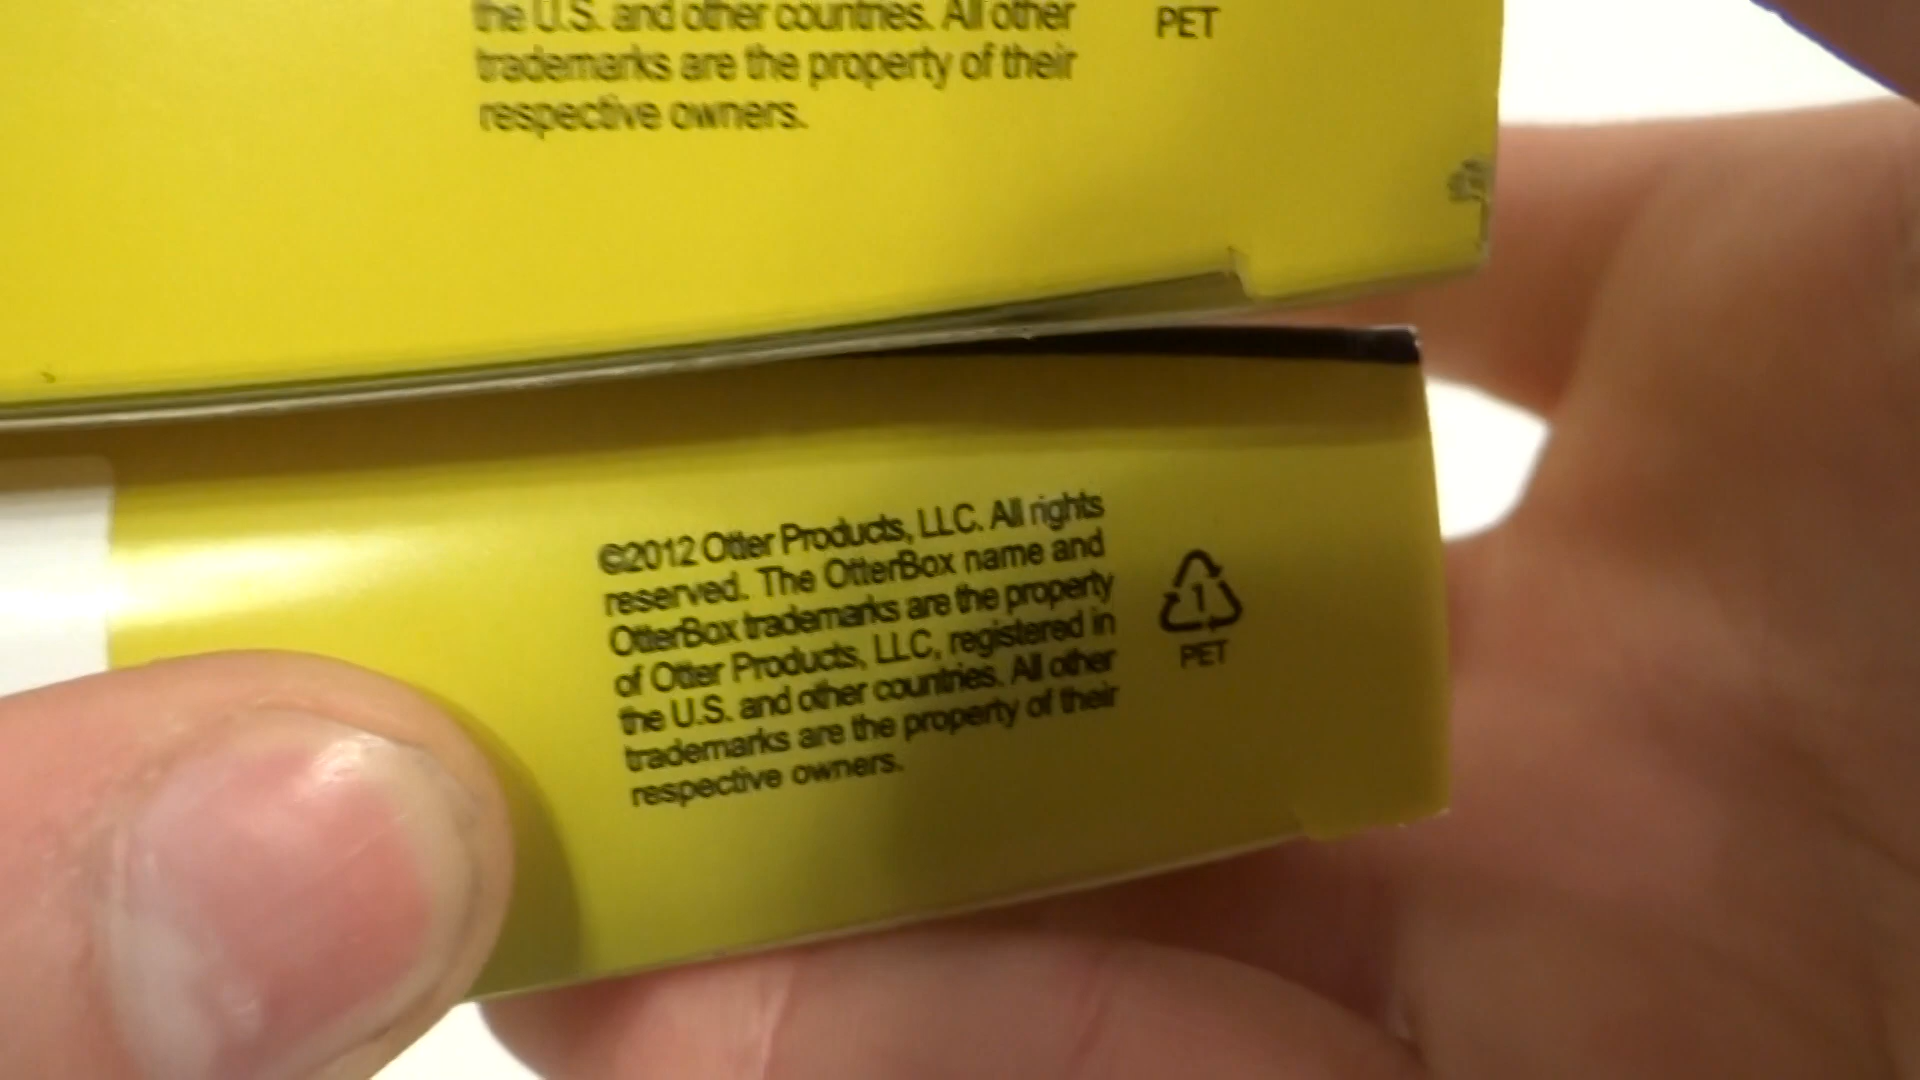 the U.S. and other countries. All other
trademarks are the property of their
respective owners.
PET
©2012 Otter Products, LLC. All rights
reserved. The OtterBox name and
OtterBox trademarks are the property
of Otter Products, LLC, registered in
the U.S. and other countries. All other
trademarks are the property of their
respective owners.
1
PET